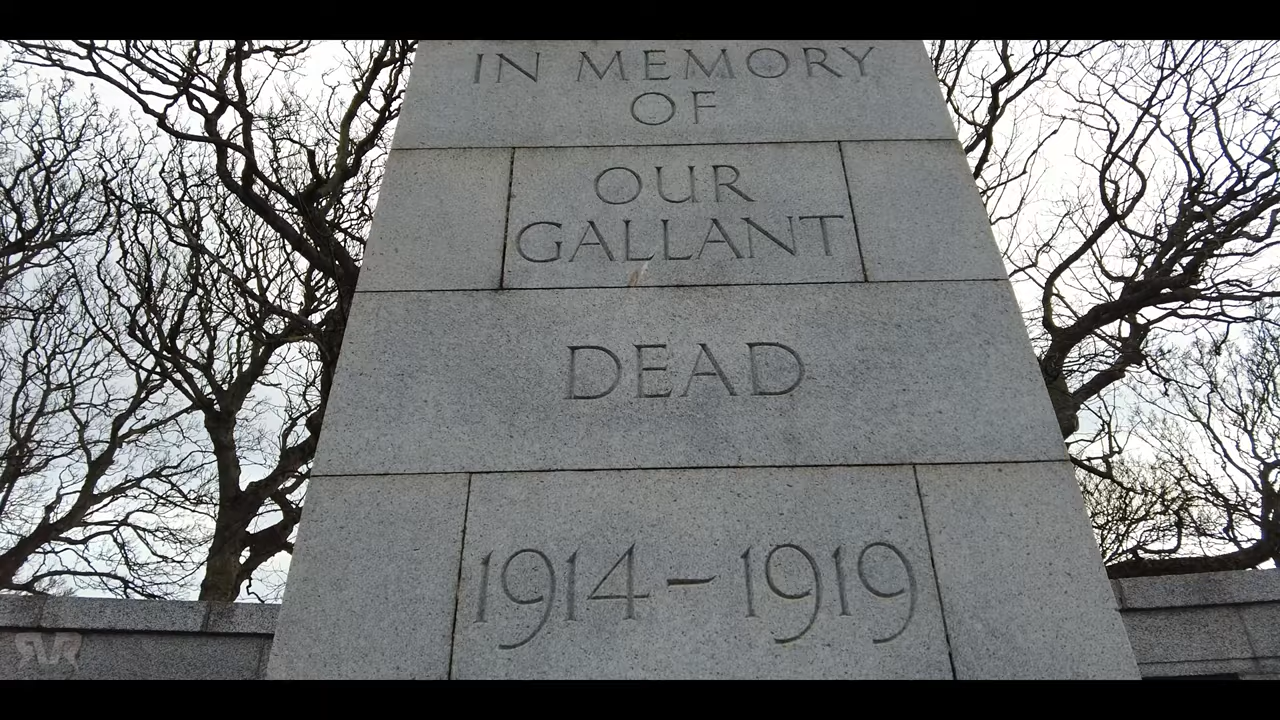 IN MEMORY
OF
OUR
GALLANT
DEAD
1914–1919